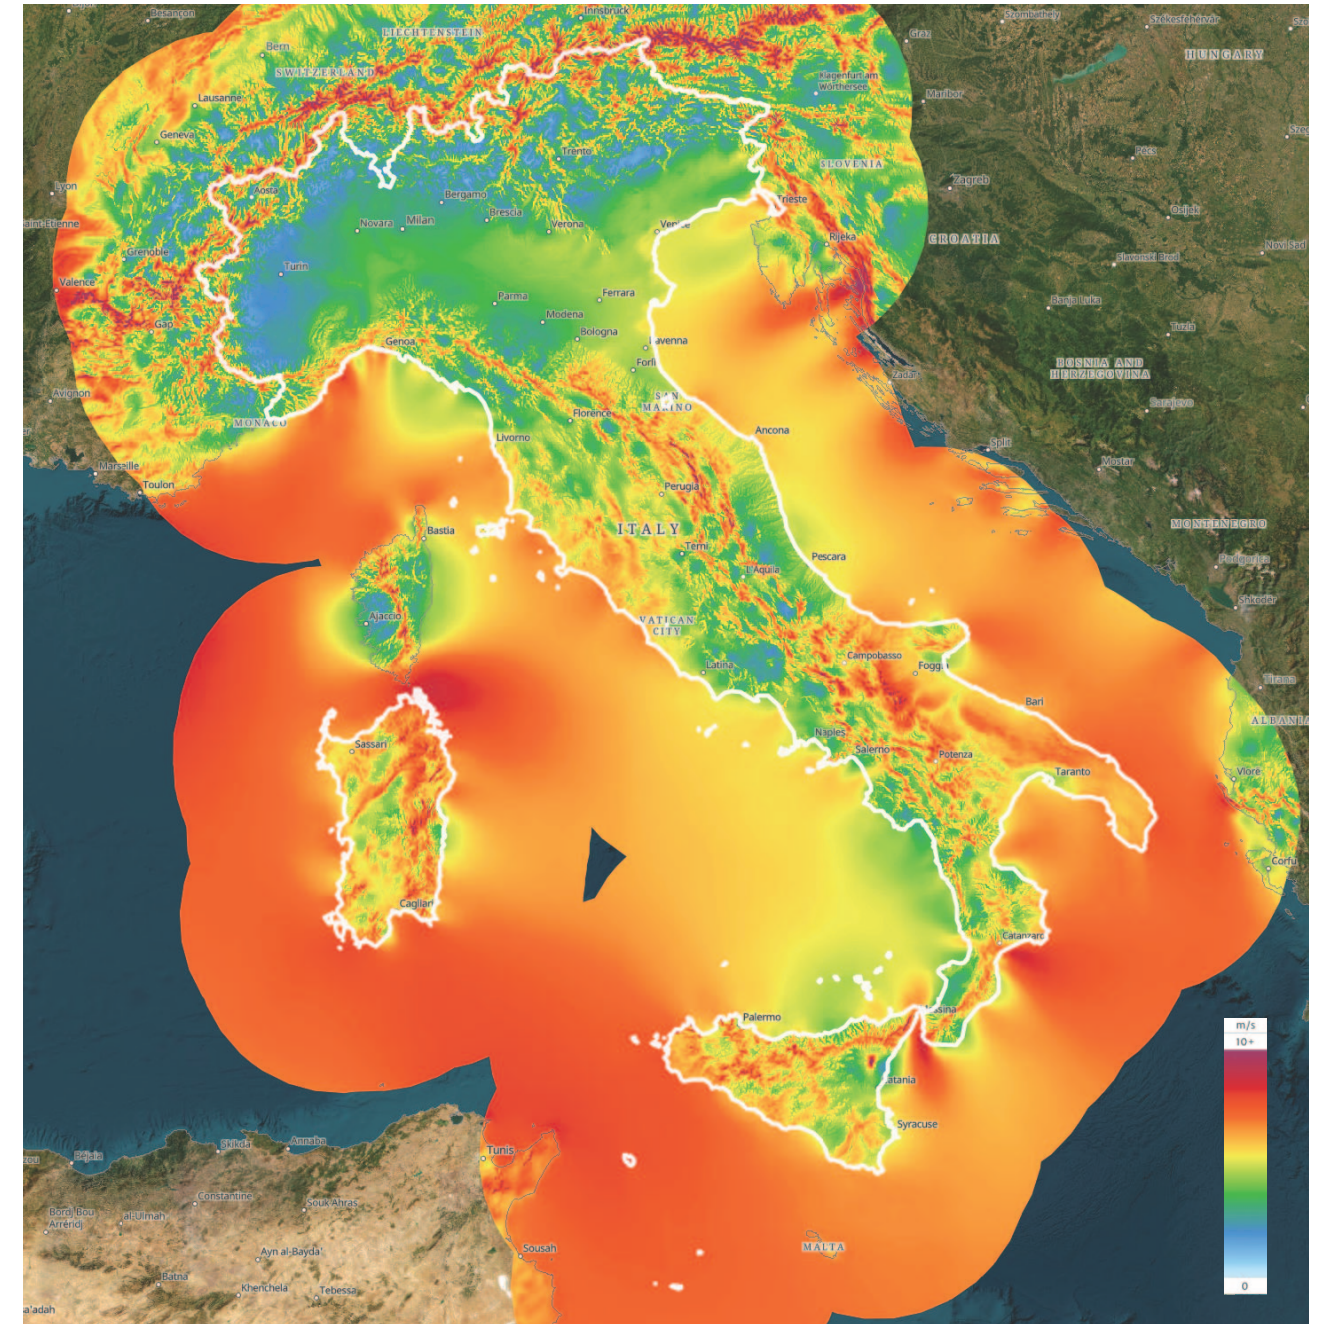 Besançon
Innsbruck
Szombathely
Székesfehérvár
LIECHTENSTEIN
Graz
Bern
HUNGARY
SWITZERLAND
Klagenfurt am
Wörthersee
Lausanne
Maribor
Geneva
Pécs
Trento
SLOVENIA
Lyon
Aosta
Zagreb
Bergamo
Trieste
Brescia
Osijek
Saint-Etienne
Novara
Milan
Verona
Venice
Rijeka
CROATIA
Novi Sad
Grenoble
Slavonski Brod
Turin
Valence
Parma
Ferrara
Banja Luka
Gap
Modena
Tuzla
Bologna
Genoa
Ravenna
Forlì
BOSNIA AND
HERZEGOVINA
Zadar
Avignon
SAN
MARINO
Sarajevo
MONACO
Florence
Ancona
Livorno
Split
Marseille
Mostar
Toulon
Perugia
Bastia
ITALY
MONTENEGRO
Terni
Pescara
Podgorica
L'Aquila
Shkodër
Ajaccio
VATICAN
CITY
Campobasso
Latina
Foggia
Tirana
Bari
ALBANIA
Naples
Sassari
Salerno
Potenza
Taranto
Vlorë
Corfu
Cagliari
Catanzaro
Messina
Palermo
m/s
10+
Catania
Syracuse
Skikda
Annaba
Tunis
Béjaïa
Constantine
Souk Ahras
Bordj Bou
Arréridj
al-Ulmah
MALTA
Sousah
Ayn al-Bayda'
Batna
Khenchela
Tebessa
0